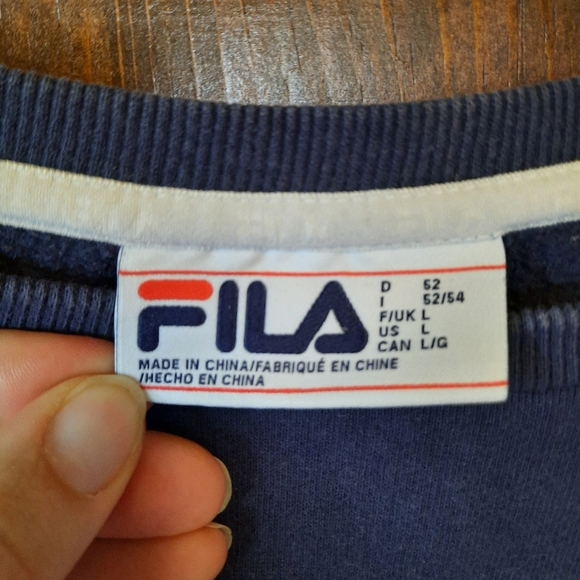 FILA
D 52
I 52/54
F/UK L
US L
CAN L/G
MADE IN CHINA/FABRIQUÉ EN CHINE
/HECHO EN CHINA